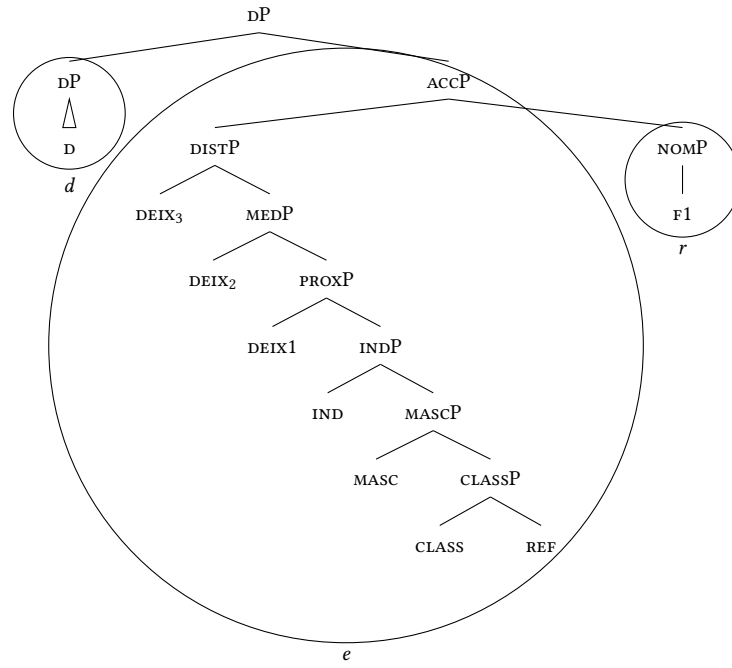 DP
DP ACCP
D DISTP NOMP
d DEIX3 MEDP F1
r
DEIX2 PROXP
DEIX1 INDP
IND MASCP
MASC CLASSP
CLASS REF
e